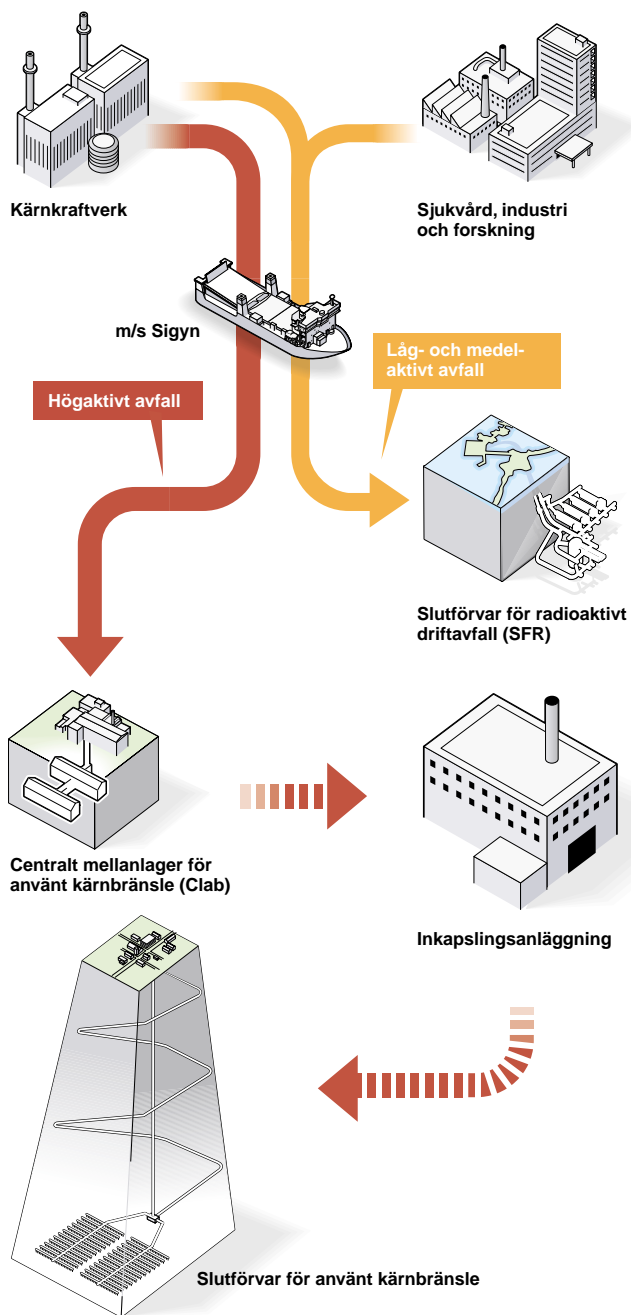 Kärnkraftverk
Sjukvård, industri
och forskning
m/s Sigyn
Låg- och medel-
aktivt avfall
Högaktivt avfall
Slutförvar för radioaktivt
driftavfall (SFR)
Centralt mellanlager för
använt kärnbränsle (Clab)
Inkapslingsanläggning
Slutförvar för använt kärnbränsle